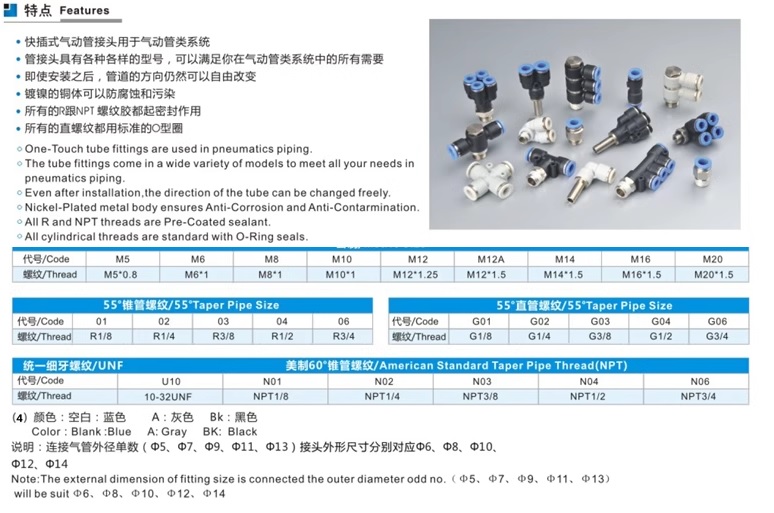 特点 Features
• 快插式气动管接头用于气动管类系统
• 管接头具有各种各样的型号，可以满足你在气动管类系统中的所有需要
• 即使安装之后，管道的方向仍然可以自由改变
• 镀镍的铜体可以防腐蚀和污染
• 所有的R跟NPT 螺纹胶都起密封作用
• 所有的直螺纹都用标准的O型圈
○ One-Touch tube fittings are used in pneumatics piping.
○ The tube fittings come in a wide variety of models to meet all your needs in
pneumatics piping.
○ Even after installation,the direction of the tube can be changed freely.
○ Nickel-Plated metal body ensures Anti-Corrosion and Anti-Contarmination.
○ All R and NPT threads are Pre-Coated sealant.
○ All cylindrical threads are standard with O-Ring seals.
代号/Code M5 M6 M8 M10 M12 M12A M14 M16 M20
螺纹/Thread M5*0.8 M6*1 M8*1 M10*1 M12*1.25 M12*1.5 M14*1.5 M16*1.5 M20*1.5
55°锥管螺纹/55°Taper Pipe Size
代号/Code 01 02 03 04 06
螺纹/Thread R1/8 R1/4 R3/8 R1/2 R3/4
55°直管螺纹/55°Taper Pipe Size
代号/Code G01 G02 G03 G04 G06
螺纹/Thread G1/8 G1/4 G3/8 G1/2 G3/4
统一细牙螺纹/UNF 美制60°锥管螺纹/American Standard Taper Pipe Thread(NPT)
代号/Code U10 N01 N02 N03 N04 N06
螺纹/Thread 10-32UNF NPT1/8 NPT1/4 NPT3/8 NPT1/2 NPT3/4
(4) 颜色：空白：蓝色 A：灰色 Bk：黑色
Color : Blank :Blue A: Gray BK: Black
说明：连接气管外径单数（Φ5、Φ7、Φ9、Φ11、Φ13）接头外形尺寸分别对应Φ6、Φ8、Φ10、
Φ12、Φ14
Note:The external dimension of fitting size is connected the outer diameter odd no.（Φ5、Φ7、Φ9、Φ11、Φ13）
will be suit Φ6、Φ8、Φ10、Φ12、Φ14